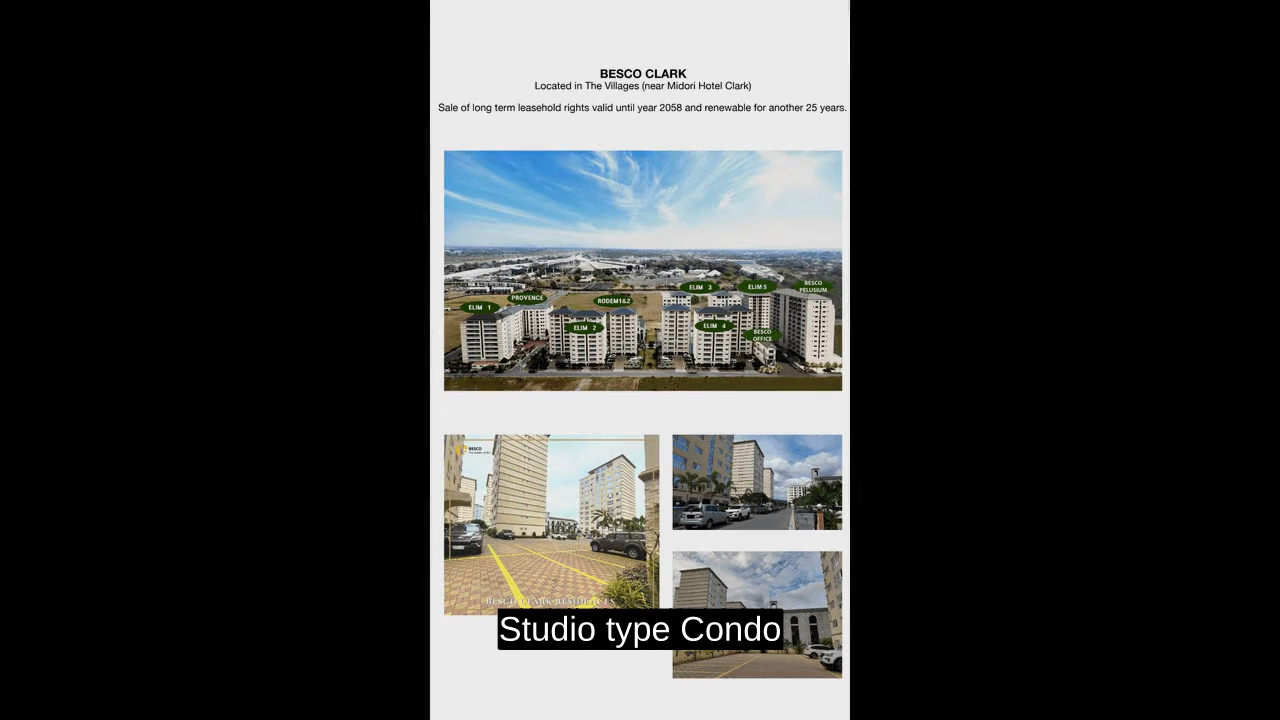 BESCO CLARK
Located in The Villages (near Midori Hotel Clark)
Sale of long term leasehold rights valid until year 2058 and renewable for another 25 years.
BESCO
PELUSIUM
ELIM 3
ELIM 5
PROVENCE
RODEM1&2
ELIM 1
ELIM 2
ELIM 4
BESCO
OFFICE
BESCO
BESCO CLARK RESIDENCES
Studio type Condo